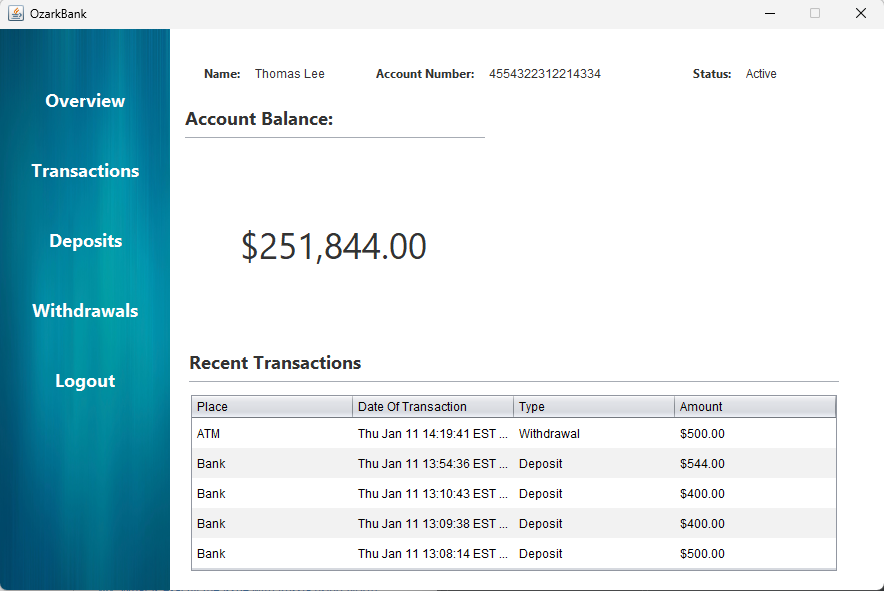 OzarkBank
Overview
Transactions
Deposits
Withdrawals
Logout
Name: Thomas Lee Account Number: 4554322312214334 Status: Active
Account Balance:
$251,844.00
Recent Transactions
Place Date Of Transaction Type Amount
ATM Thu Jan 11 14:19:41 EST ... Withdrawal $500.00
Bank Thu Jan 11 13:54:36 EST ... Deposit $544.00
Bank Thu Jan 11 13:10:43 EST ... Deposit $400.00
Bank Thu Jan 11 13:09:38 EST ... Deposit $400.00
Bank Thu Jan 11 13:08:14 EST ... Deposit $500.00